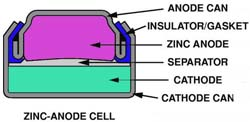 ANODE CAN
INSULATOR/GASKET
ZINC ANODE
SEPARATOR
CATHODE
CATHODE CAN
ZINC-ANODE CELL